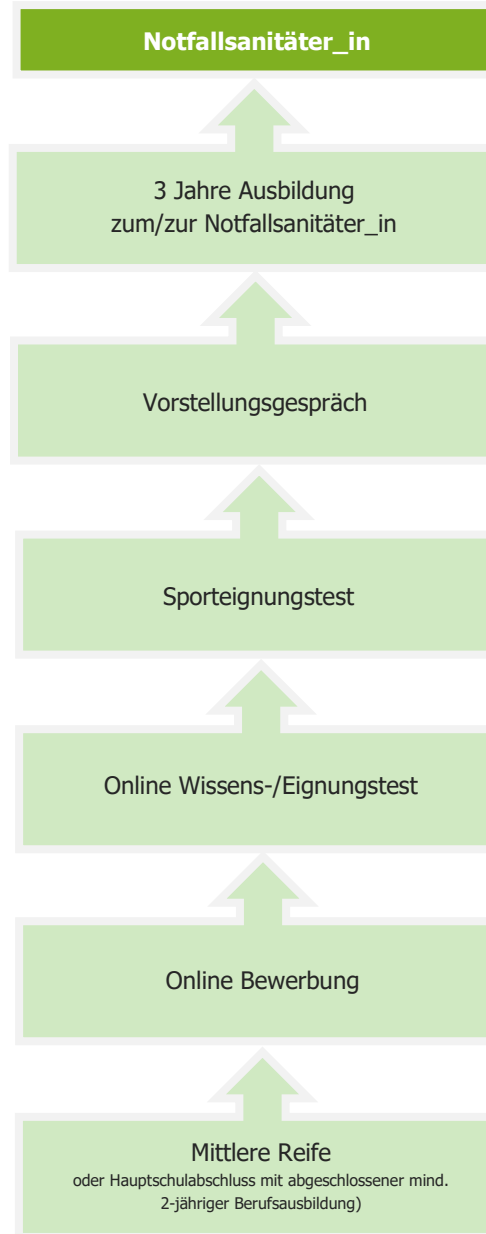 Notfallsanitäter_in
3 Jahre Ausbildung
zum/zur Notfallsanitäter_in
Vorstellungsgespräch
Sporteignungstest
Online Wissens-/Eignungstest
Online Bewerbung
Mittlere Reife
oder Hauptschulabschluss mit abgeschlossener mind.
2-jähriger Berufsausbildung)